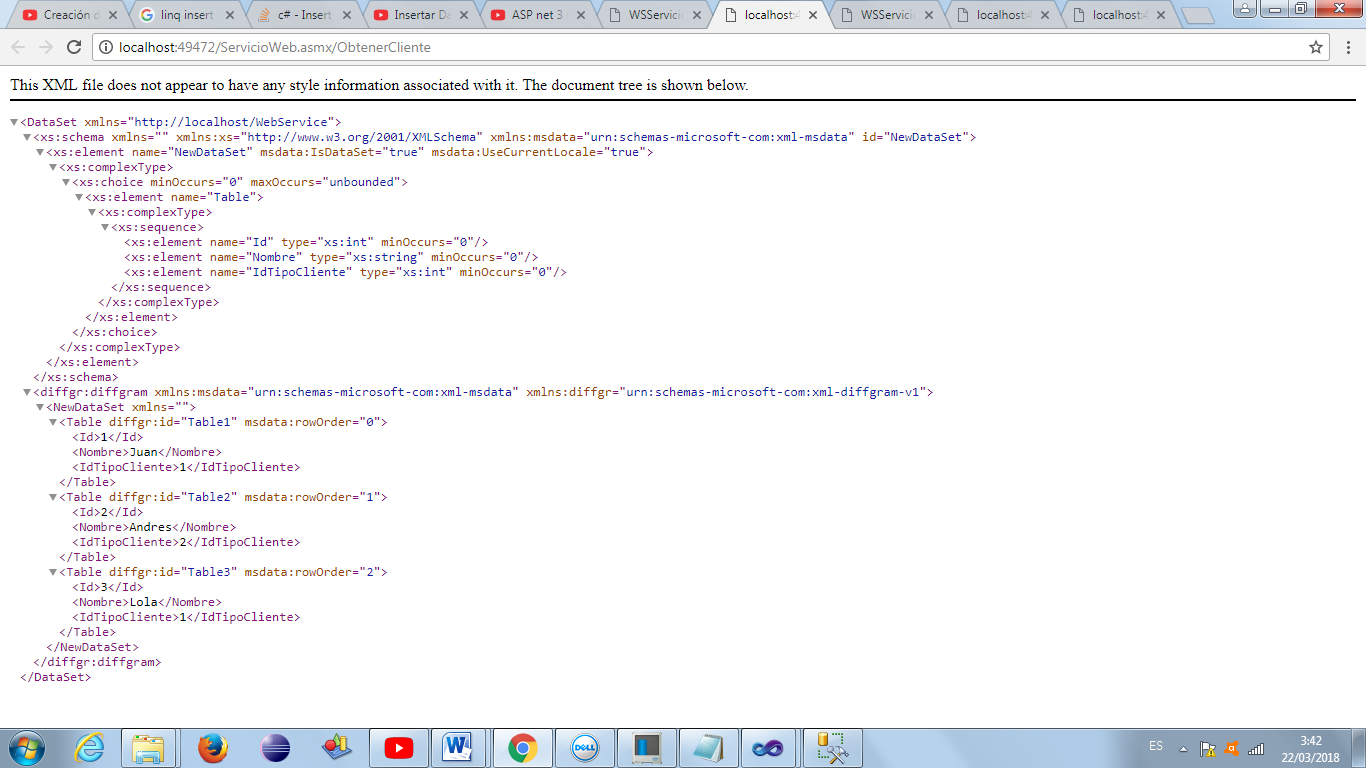 Creación d
linq insert
c# - Insert
Insertar Da
ASP net 3
WSServicio
localhost:4
WSServicio
localhost:4
localhost:4
localhost:49472/ServicioWeb.asmx/ObtenerCliente
This XML file does not appear to have any style information associated with it. The document tree is shown below.
▼<DataSet xmlns="http://localhost/WebService">
▼<xs:schema xmlns="" xmlns:xs="http://www.w3.org/2001/XMLSchema" xmlns:msdata="urn:schemas-microsoft-com:xml-msdata" id="NewDataSet">
▼<xs:element name="NewDataSet" msdata:IsDataSet="true" msdata:UseCurrentLocale="true">
▼<xs:complexType>
▼<xs:choice minOccurs="0" maxOccurs="unbounded">
▼<xs:element name="Table">
▼<xs:complexType>
▼<xs:sequence>
<xs:element name="Id" type="xs:int" minOccurs="0"/>
<xs:element name="Nombre" type="xs:string" minOccurs="0"/>
<xs:element name="IdTipoCliente" type="xs:int" minOccurs="0"/>
</xs:sequence>
</xs:complexType>
</xs:element>
</xs:choice>
</xs:complexType>
</xs:element>
</xs:schema>
▼<diffgr:diffgram xmlns:msdata="urn:schemas-microsoft-com:xml-msdata" xmlns:diffgr="urn:schemas-microsoft-com:xml-diffgram-v1">
▼<NewDataSet xmlns="">
▼<Table diffgr:id="Table1" msdata:rowOrder="0">
<Id>1</Id>
<Nombre>Juan</Nombre>
<IdTipoCliente>1</IdTipoCliente>
</Table>
▼<Table diffgr:id="Table2" msdata:rowOrder="1">
<Id>2</Id>
<Nombre>Andres</Nombre>
<IdTipoCliente>2</IdTipoCliente>
</Table>
▼<Table diffgr:id="Table3" msdata:rowOrder="2">
<Id>3</Id>
<Nombre>Lola</Nombre>
<IdTipoCliente>1</IdTipoCliente>
</Table>
</NewDataSet>
</diffgr:diffgram>
</DataSet>
DELL
ES
3:42
22/03/2018